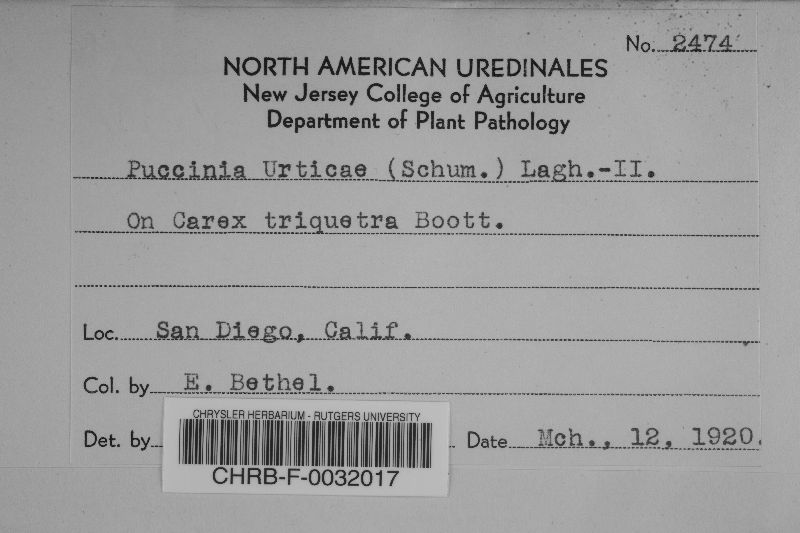 No. 2474
NORTH AMERICAN UREDINALES
New Jersey College of Agriculture
Department of Plant Pathology
Puccinia Urticae (Schum.) Lagh.-II.
On Carex triquetra Boott.
Loc. San Diego, Calif.
Col. by E. Bethel.
Det. by Date Mch., 12, 1920.
CHRYSLER HERBARIUM - RUTGERS UNIVERSITY
CHRB-F-0032017